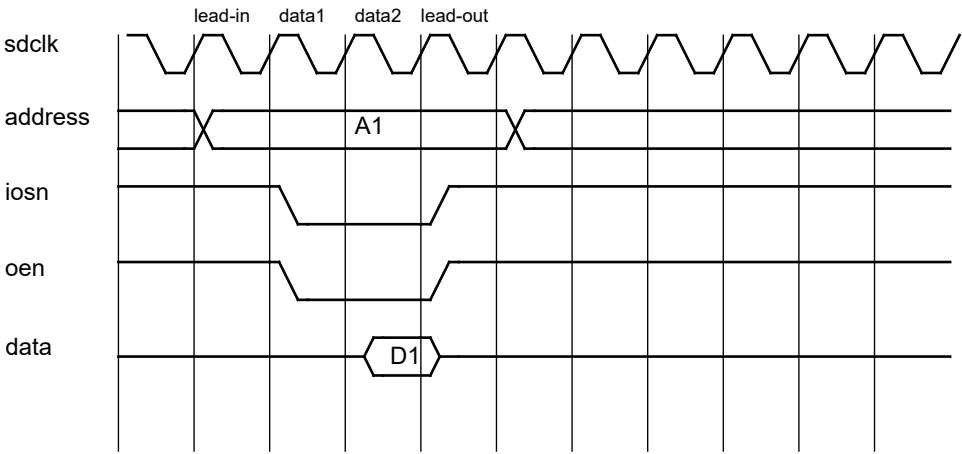 lead-in data1 data2 lead-out
sdclk
address
A1
iosn
oen
data
D1